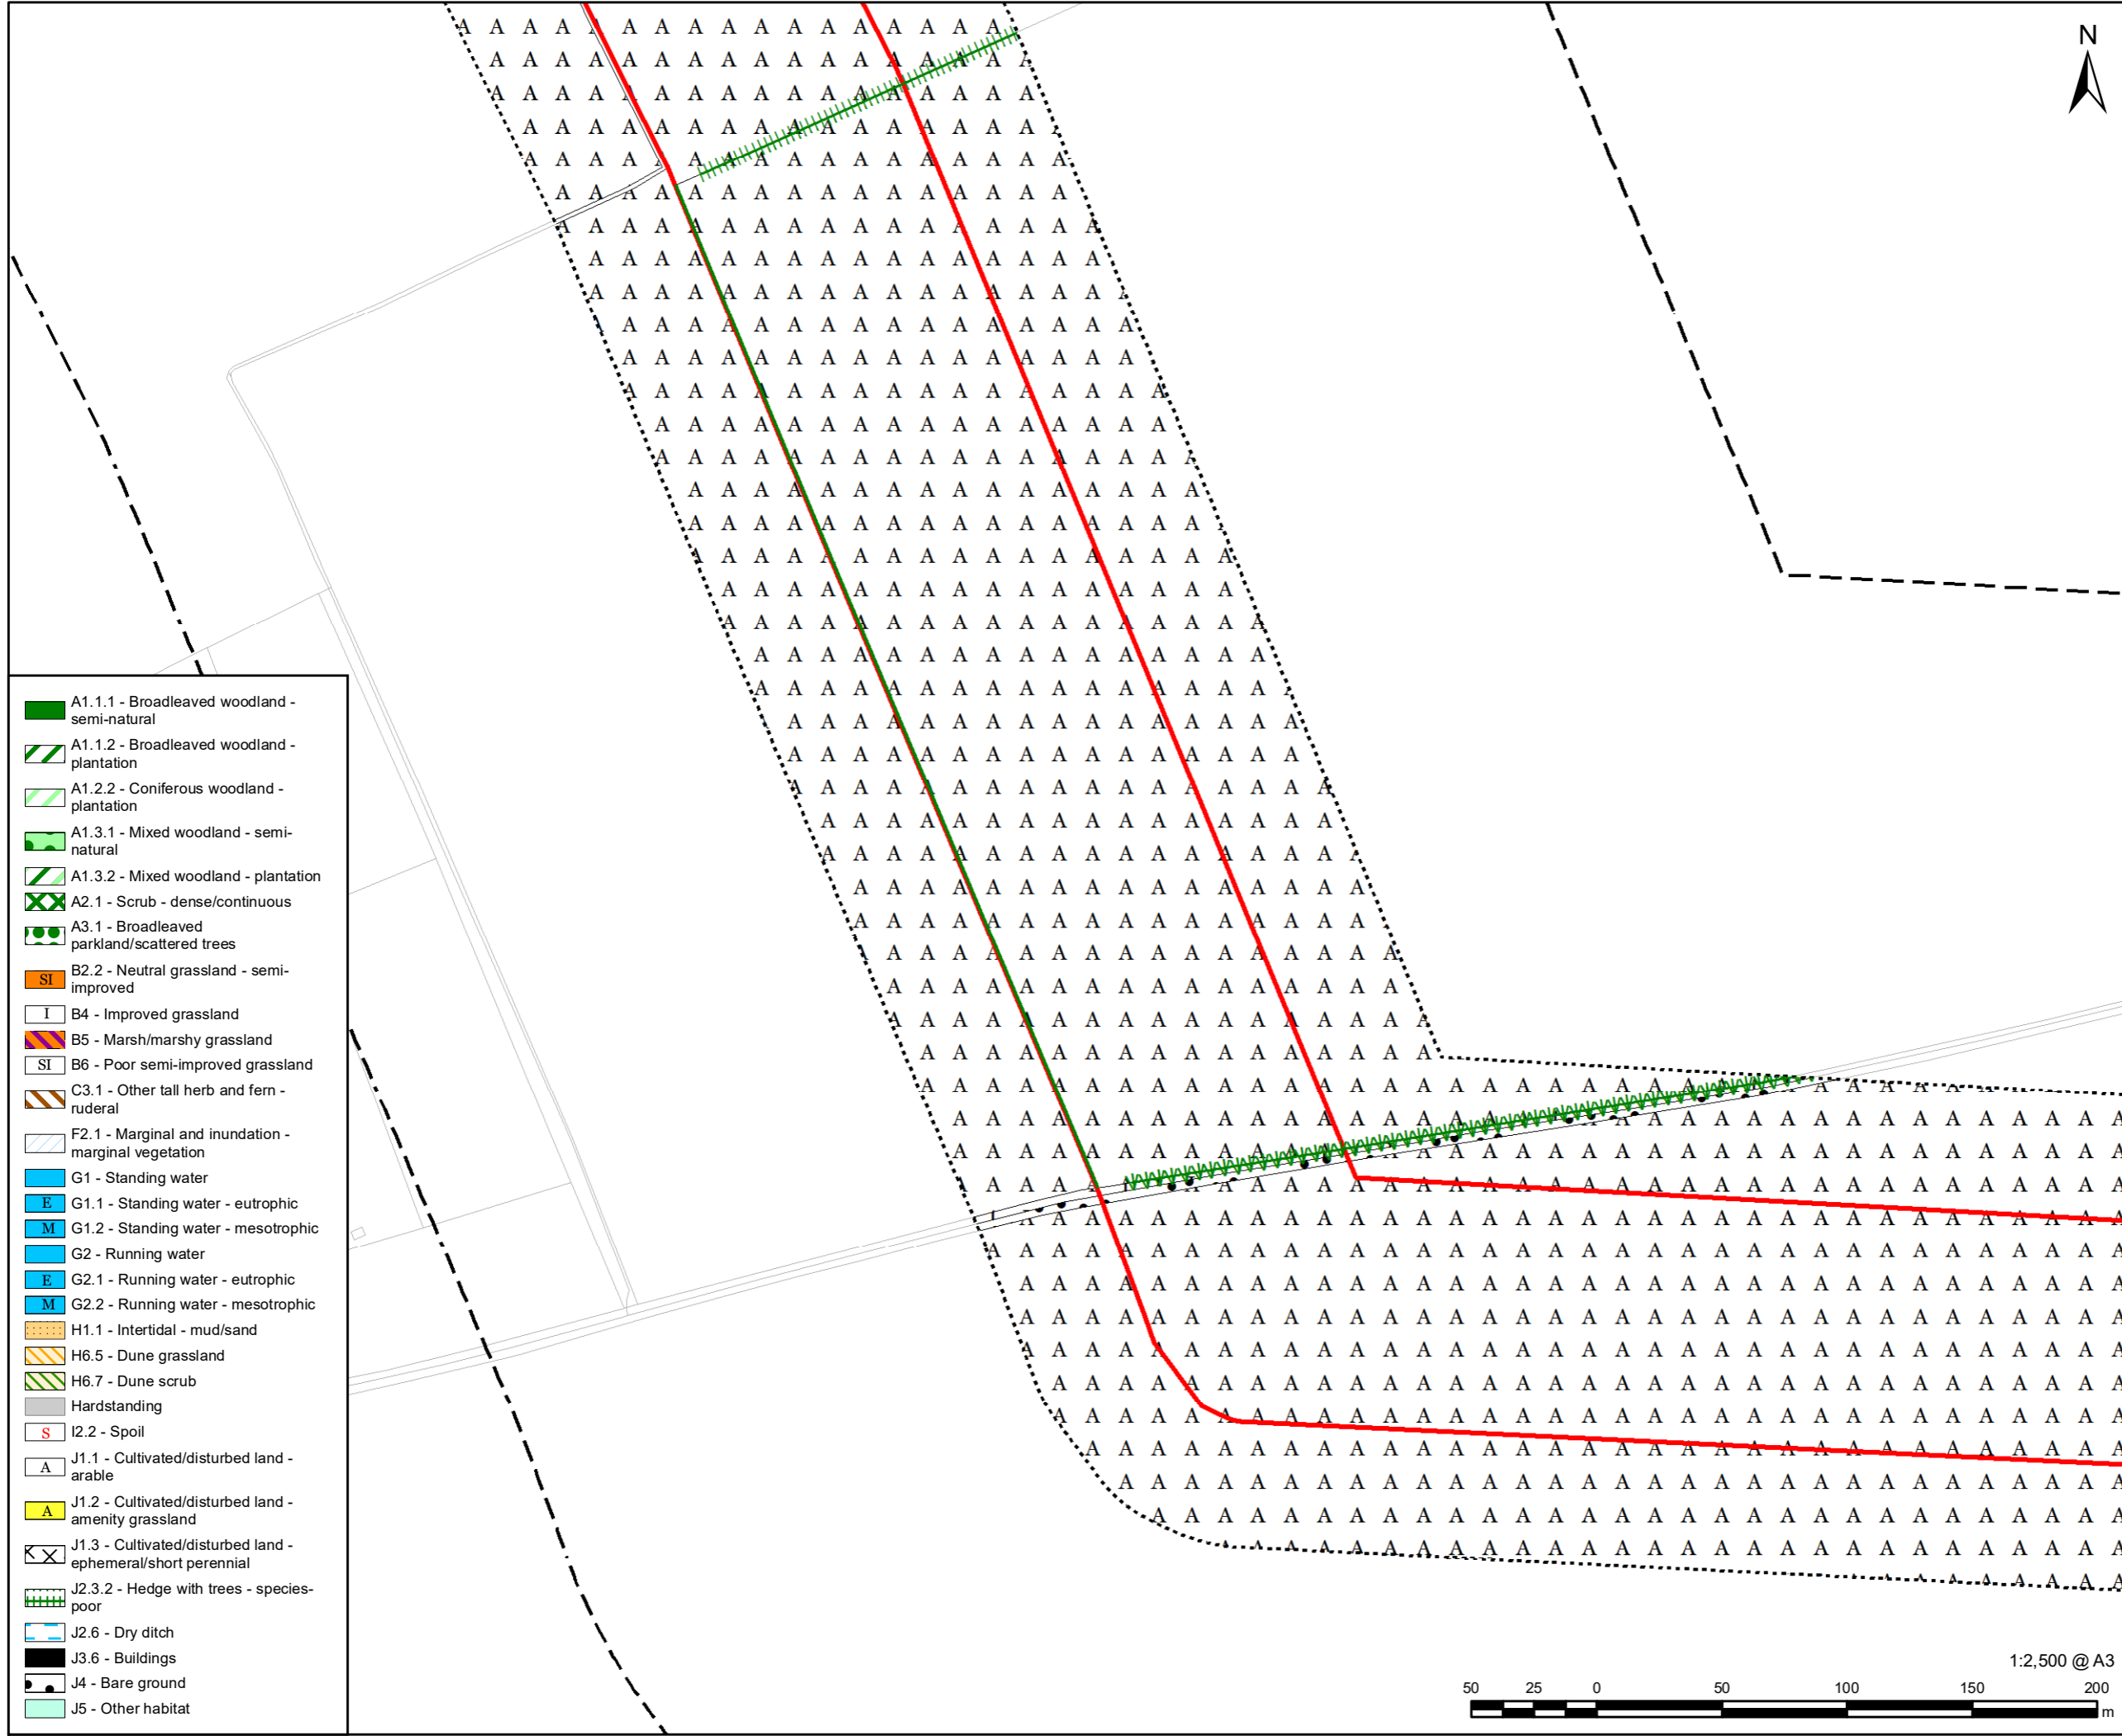 N
A1.1.1 - Broadleaved woodland -
semi-natural
A1.1.2 - Broadleaved woodland -
plantation
A1.2.2 - Coniferous woodland -
plantation
A1.3.1 - Mixed woodland - semi-
natural
A1.3.2 - Mixed woodland - plantation
A2.1 - Scrub - dense/continuous
A3.1 - Broadleaved
parkland/scattered trees
SI B2.2 - Neutral grassland - semi-
improved
I B4 - Improved grassland
B5 - Marsh/marshy grassland
SI B6 - Poor semi-improved grassland
C3.1 - Other tall herb and fern -
ruderal
F2.1 - Marginal and inundation -
marginal vegetation
G1 - Standing water
E G1.1 - Standing water - eutrophic
M G1.2 - Standing water - mesotrophic
G2 - Running water
E G2.1 - Running water - eutrophic
M G2.2 - Running water - mesotrophic
H1.1 - Intertidal - mud/sand
H6.5 - Dune grassland
H6.7 - Dune scrub
Hardstanding
S I2.2 - Spoil
A J1.1 - Cultivated/disturbed land -
arable
A J1.2 - Cultivated/disturbed land -
amenity grassland
J1.3 - Cultivated/disturbed land -
ephemeral/short perennial
J2.3.2 - Hedge with trees - species-
poor
J2.6 - Dry ditch
J3.6 - Buildings
J4 - Bare ground
J5 - Other habitat
1:2,500 @ A3
50 25 0 50 100 150 200
m